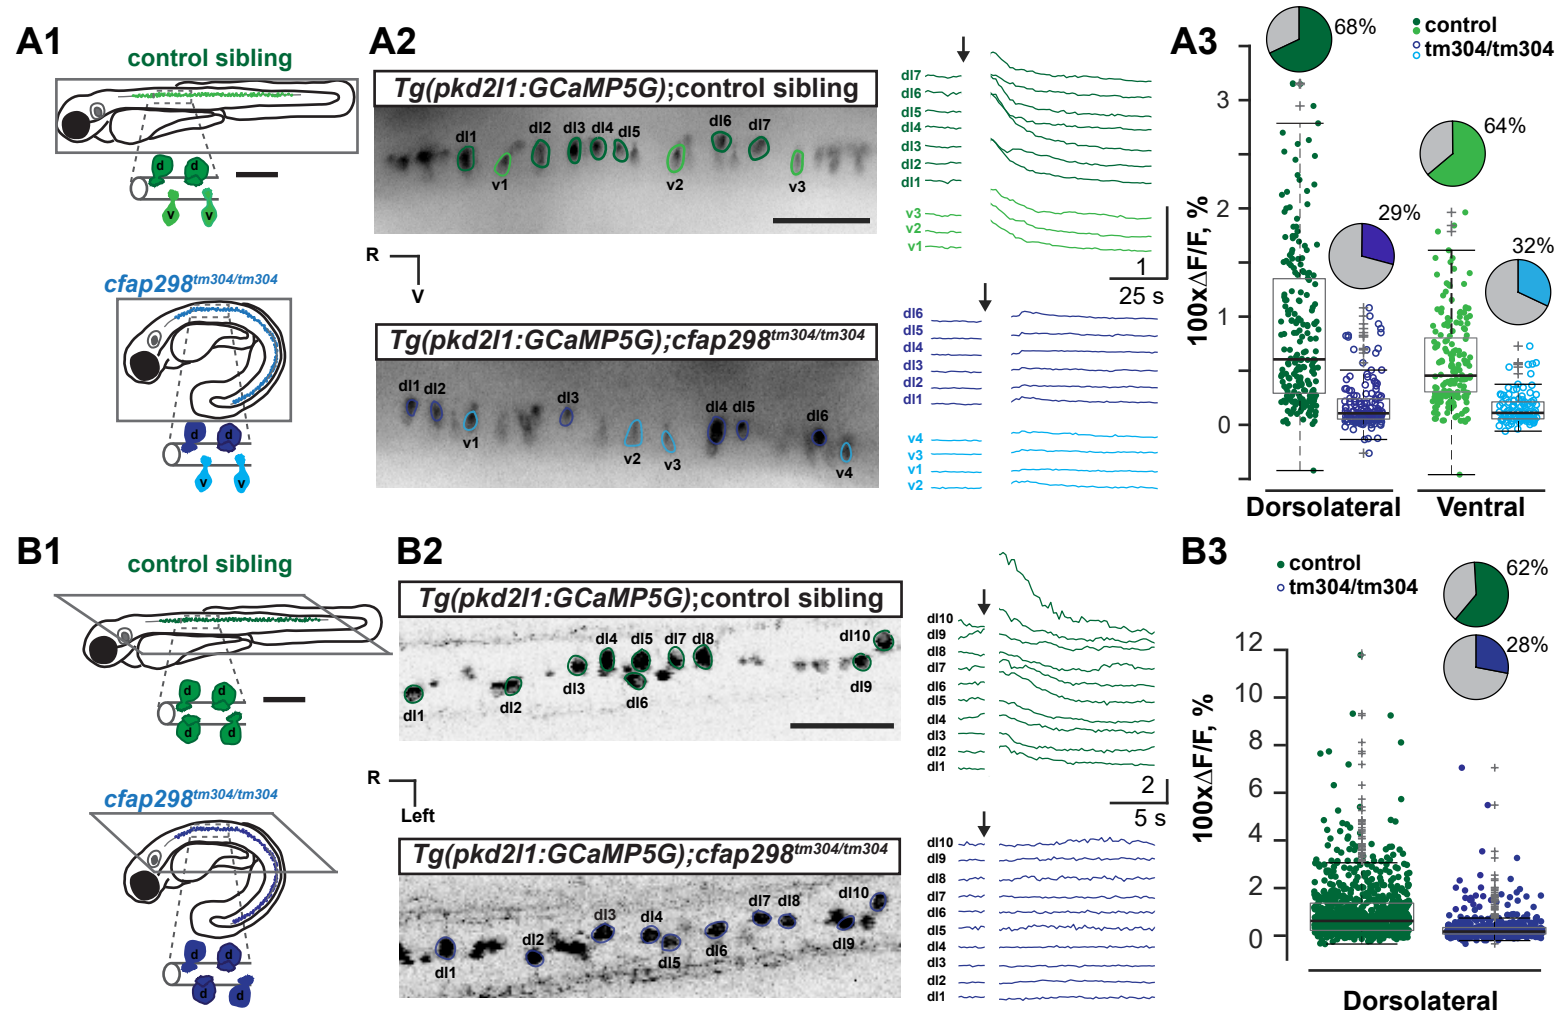 A1
control sibling
d d
v v
cfap298tm304/tm304
d d
v v
A2
Tg(pkd2l1:GCaMP5G);control sibling
dl1 dl2 dl3 dl4 dl5 dl6 dl7
v1 v2 v3
R
V
Tg(pkd2l1:GCaMP5G);cfap298tm304/tm304
dl1 dl2 dl3 dl4 dl5 dl6
v1 v2 v3 v4
dl7
dl6
dl5
dl4
dl3
dl2
dl1
v3
v2
v1
1
25 s
dl6
dl5
dl4
dl3
dl2
dl1
v4
v3
v1
v2
A3
control
tm304/tm304
68%
64%
29%
32%
100xΔF/F, %
3
2
1
0
Dorsolateral Ventral
B1
control sibling
d d
d d
cfap298tm304/tm304
d d
d d
B2
Tg(pkd2l1:GCaMP5G);control sibling
dl4 dl5 dl7 dl8 dl10
dl1 dl2 dl3 dl6 dl9
R
Left
Tg(pkd2l1:GCaMP5G);cfap298tm304/tm304
dl3 dl4 dl7 dl8 dl10
dl1 dl2 dl5 dl6 dl9
dl10
dl9
dl8
dl7
dl6
dl5
dl4
dl3
dl2
dl1
2
5 s
dl10
dl9
dl8
dl7
dl6
dl5
dl4
dl3
dl2
dl1
B3
control
tm304/tm304
62%
28%
100xΔF/F, %
12
10
8
6
4
2
0
Dorsolateral